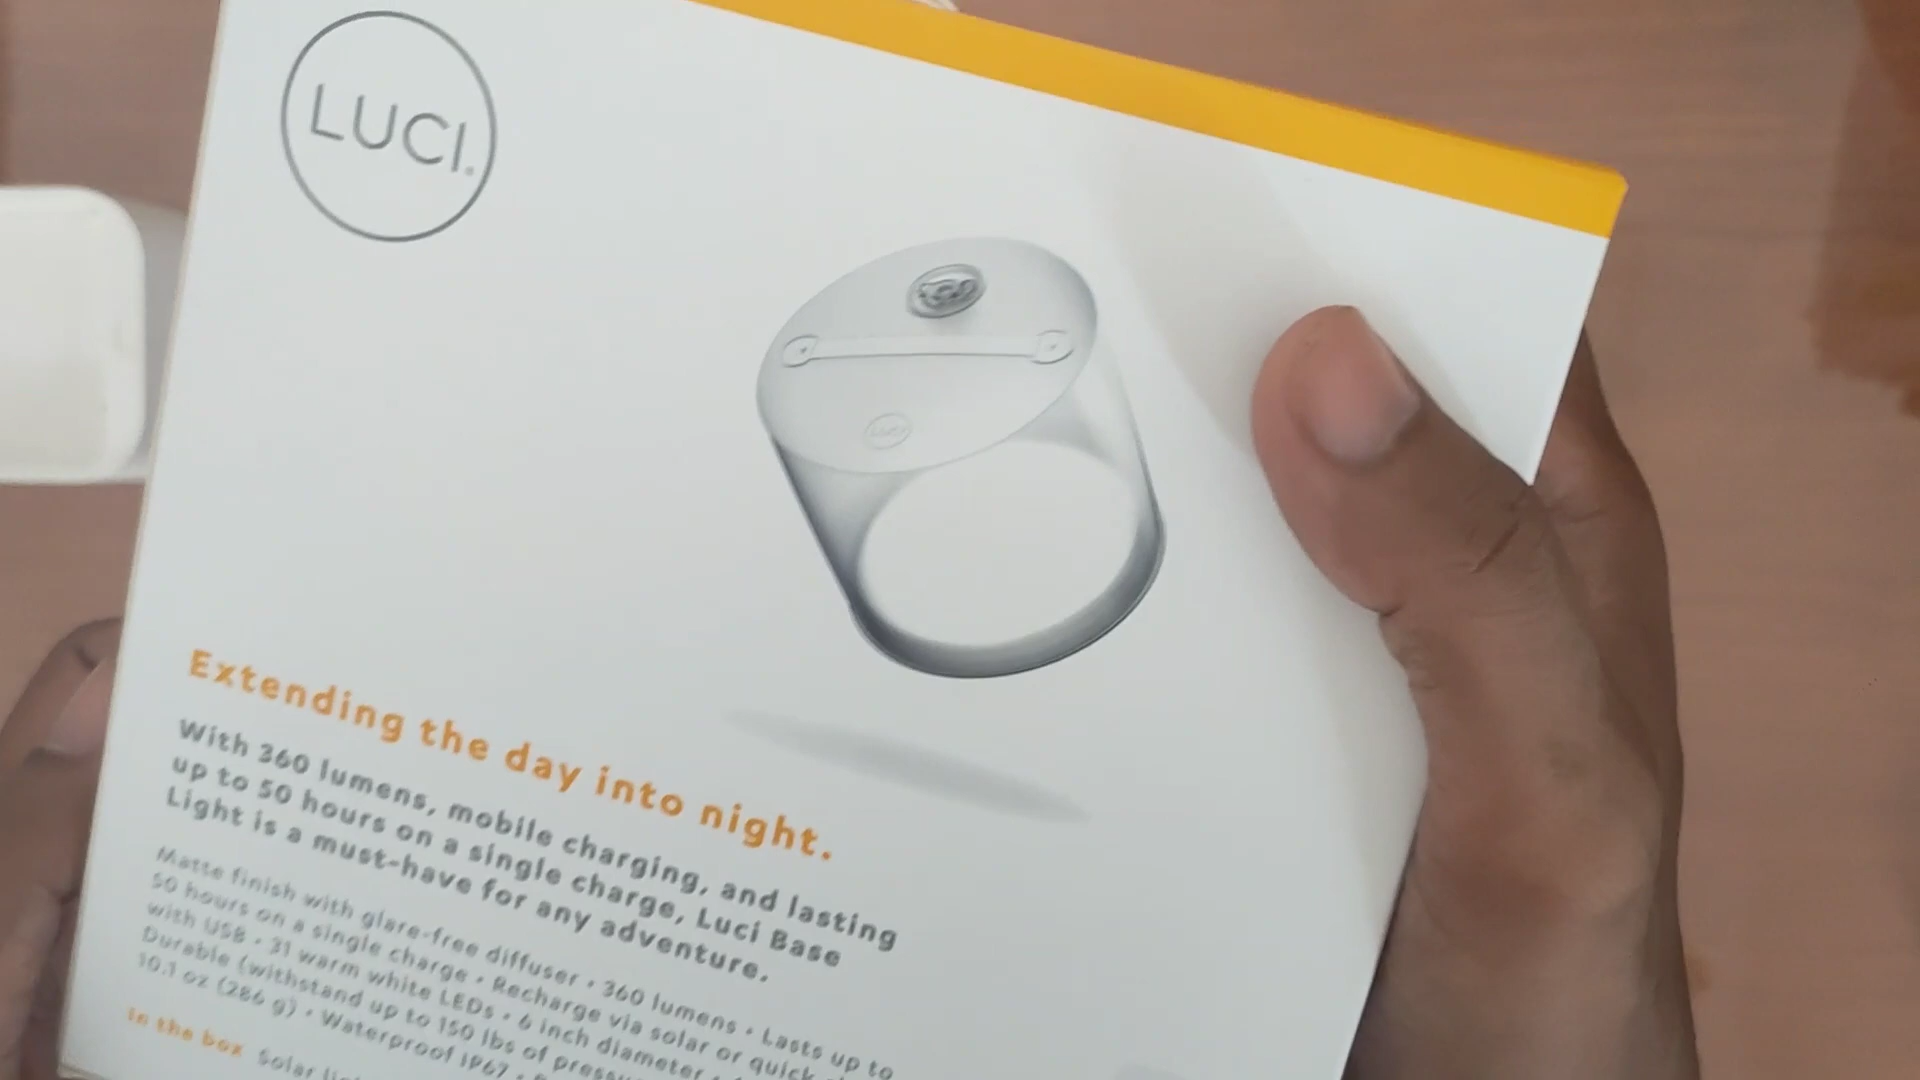 LUCI.
LUCI
Extending the day into night.
With 360 lumens, mobile charging, and lasting
up to 50 hours on a single charge, Luci Base
Light is a must-have for any adventure.
Matte finish with glare-free diffuser • 360 lumens • Lasts up to
50 hours on a single charge • Recharge via solar or quick
with USB • 31 warm white LEDs • 6 inch diameter •
Durable (withstand up to 150 lbs of
10.1 oz (286 g) • Waterproof IP67 •
In the box Solar